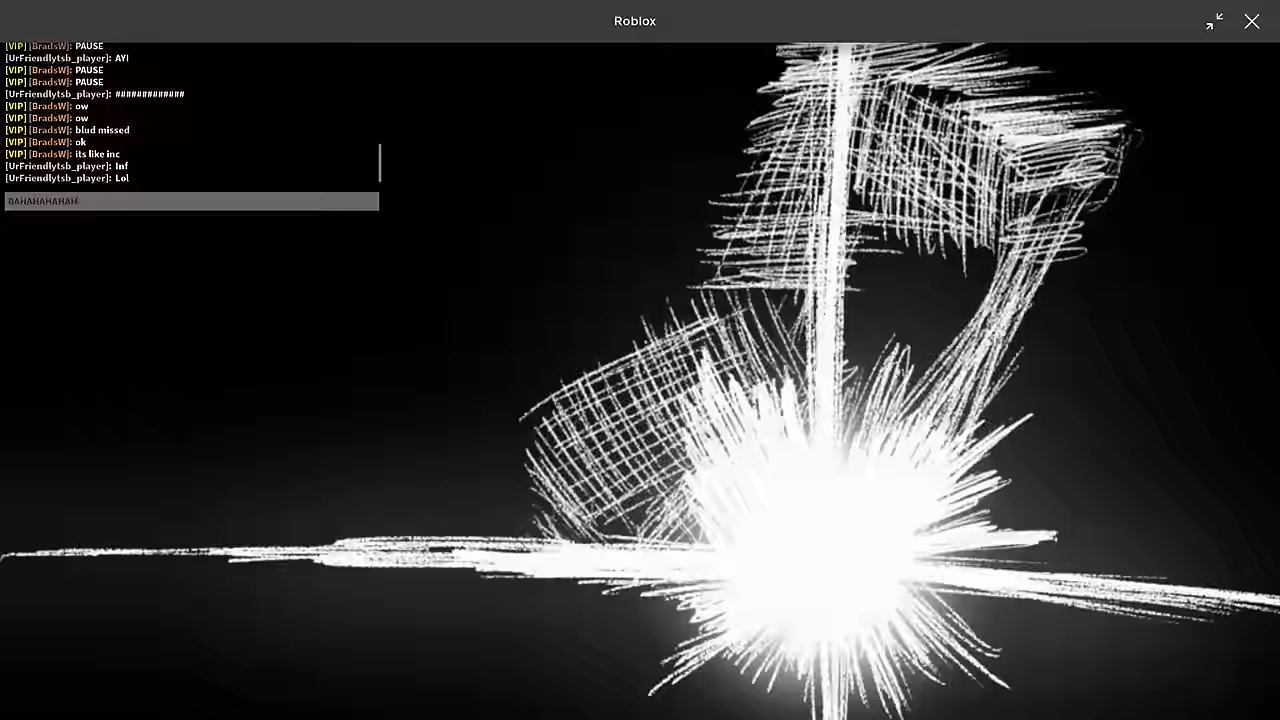 Roblox
[VIP] [BradsW]: PAUSE
[UrFriendlytsb_player]: AYI
[VIP] [BradsW]: PAUSE
[VIP] [BradsW]: PAUSE
[UrFriendlytsb_player]: #############
[VIP] [BradsW]: ow
[VIP] [BradsW]: ow
[VIP] [BradsW]: blud missed
[VIP] [BradsW]: ok
[VIP] [BradsW]: its like inc
[UrFriendlytsb_player]: Inf
[UrFriendlytsb_player]: Lol
BAHAHAHAHAH